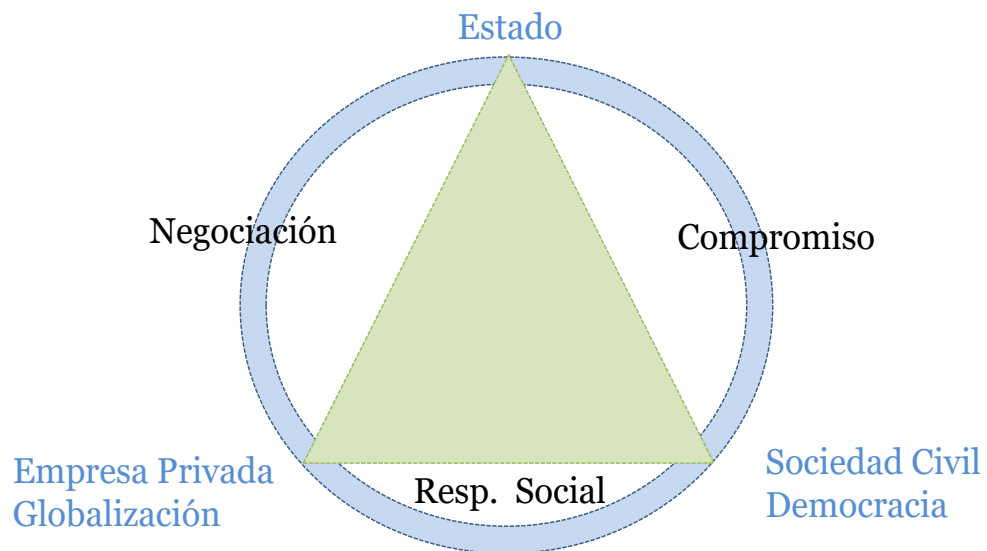 Estado
Negociación
Compromiso
Empresa Privada
Globalización
Resp. Social
Sociedad Civil
Democracia